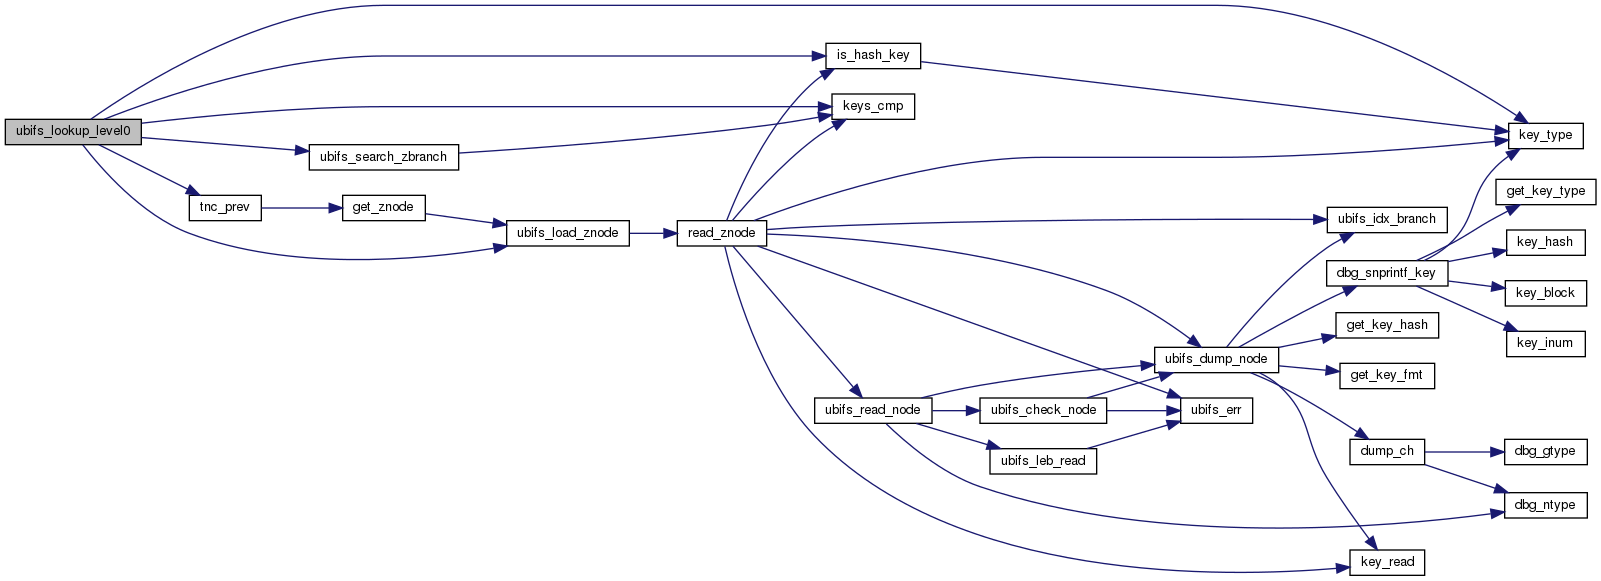 ubifs_lookup_level0
is_hash_key
keys_cmp
ubifs_search_zbranch
tnc_prev
get_znode
ubifs_load_znode
read_znode
key_type
get_key_type
ubifs_idx_branch
key_hash
dbg_snprintf_key
key_block
get_key_hash
key_inum
ubifs_dump_node
get_key_fmt
ubifs_read_node
ubifs_check_node
ubifs_err
ubifs_leb_read
dump_ch
dbg_gtype
dbg_ntype
key_read